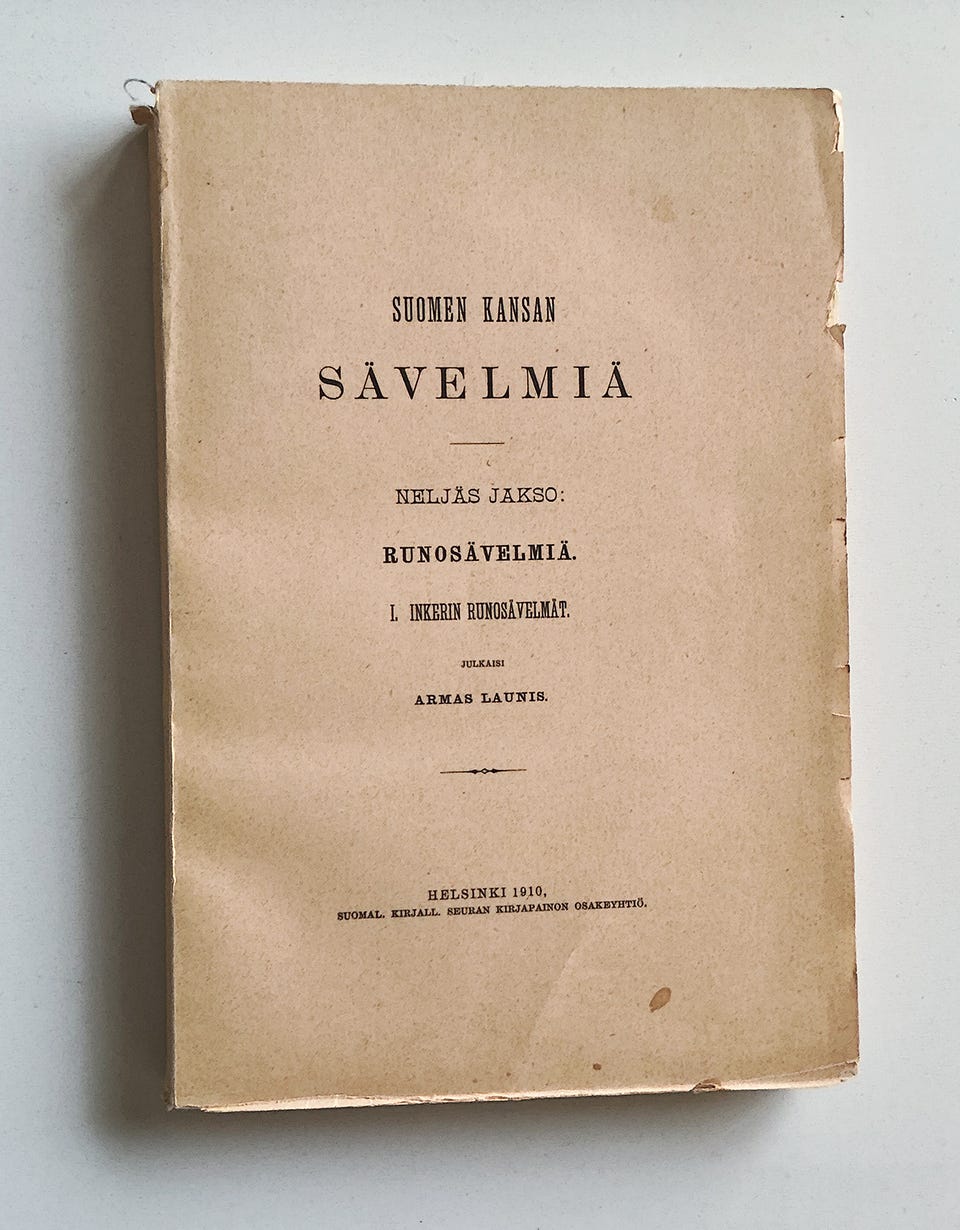 SUOMEN KANSAN
SÄVELMIÄ
NELJÄS JAKSO:
RUNOSÄVELMIÄ.
I. INKERIN RUNOSÄVELMÄT.
JULKAISI
ARMAS LAUNIS.
HELSINKI 1910,
SUOMAL. KIRJALL. SEURAN KIRJAPAINON OSAKEYHTIÖ.